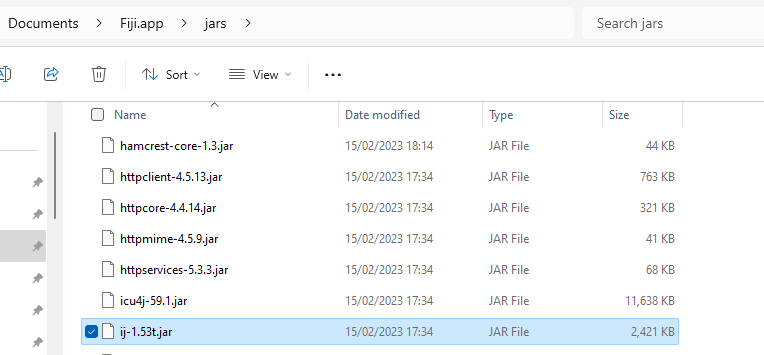 Documents > Fiji.app > jars > Search jars
Sort View ...
Name Date modified Type Size
hamcrest-core-1.3.jar 15/02/2023 18:14 JAR File 44 KB
httpclient-4.5.13.jar 15/02/2023 17:34 JAR File 763 KB
httpcore-4.4.14.jar 15/02/2023 17:34 JAR File 321 KB
httpmime-4.5.9.jar 15/02/2023 17:34 JAR File 41 KB
httpservices-5.3.3.jar 15/02/2023 17:34 JAR File 68 KB
icu4j-59.1.jar 15/02/2023 17:34 JAR File 11,638 KB
ij-1.53t.jar 15/02/2023 17:34 JAR File 2,421 KB